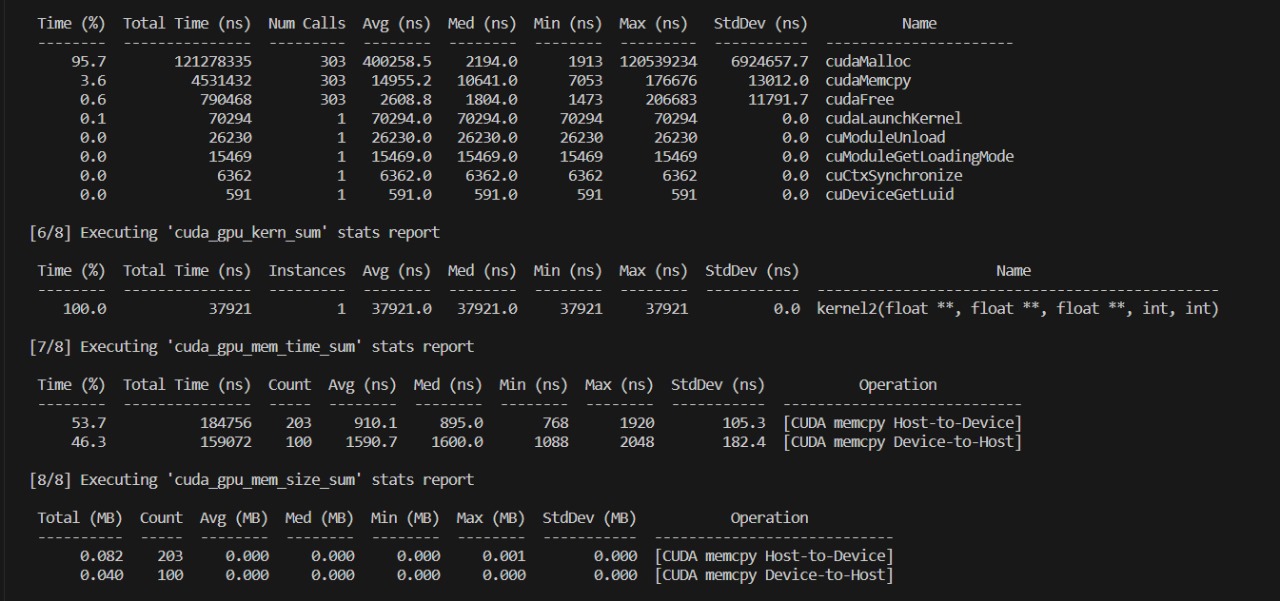 Time (%)  Total Time (ns)  Num Calls  Avg (ns)  Med (ns)  Min (ns)  Max (ns)  StdDev (ns)  Name
--------  ---------------  ---------  --------  --------  --------  ---------  -----------  ----------------------
95.7  121278335  303  400258.5  2194.0  1913  120539234  6924657.7  cudaMalloc
3.6  4531432  303  14955.2  10641.0  7053  176676  13012.0  cudaMemcpy
0.6  790468  303  2608.8  1804.0  1473  206683  11791.7  cudaFree
0.1  70294  1  70294.0  70294.0  70294  70294  0.0  cudaLaunchKernel
0.0  26230  1  26230.0  26230.0  26230  26230  0.0  cuModuleUnload
0.0  15469  1  15469.0  15469.0  15469  15469  0.0  cuModuleGetLoadingMode
0.0  6362  1  6362.0  6362.0  6362  6362  0.0  cuCtxSynchronize
0.0  591  1  591.0  591.0  591  591  0.0  cuDeviceGetLuid
[6/8] Executing 'cuda_gpu_kern_sum' stats report
Time (%)  Total Time (ns)  Instances  Avg (ns)  Med (ns)  Min (ns)  Max (ns)  StdDev (ns)  Name
--------  ---------------  ---------  --------  --------  --------  --------  -----------  -----------------------------------------------
100.0  37921  1  37921.0  37921.0  37921  37921  0.0  kernel2(float **, float **, float **, int, int)
[7/8] Executing 'cuda_gpu_mem_time_sum' stats report
Time (%)  Total Time (ns)  Count  Avg (ns)  Med (ns)  Min (ns)  Max (ns)  StdDev (ns)  Operation
--------  ---------------  -----  --------  --------  --------  --------  -----------  ----------------------------
53.7  184756  203  910.1  895.0  768  1920  105.3  [CUDA memcpy Host-to-Device]
46.3  159072  100  1590.7  1600.0  1088  2048  182.4  [CUDA memcpy Device-to-Host]
[8/8] Executing 'cuda_gpu_mem_size_sum' stats report
Total (MB)  Count  Avg (MB)  Med (MB)  Min (MB)  Max (MB)  StdDev (MB)  Operation
----------  -----  --------  --------  --------  --------  -----------  ----------------------------
0.082  203  0.000  0.000  0.000  0.001  0.000  [CUDA memcpy Host-to-Device]
0.040  100  0.000  0.000  0.000  0.000  0.000  [CUDA memcpy Device-to-Host]